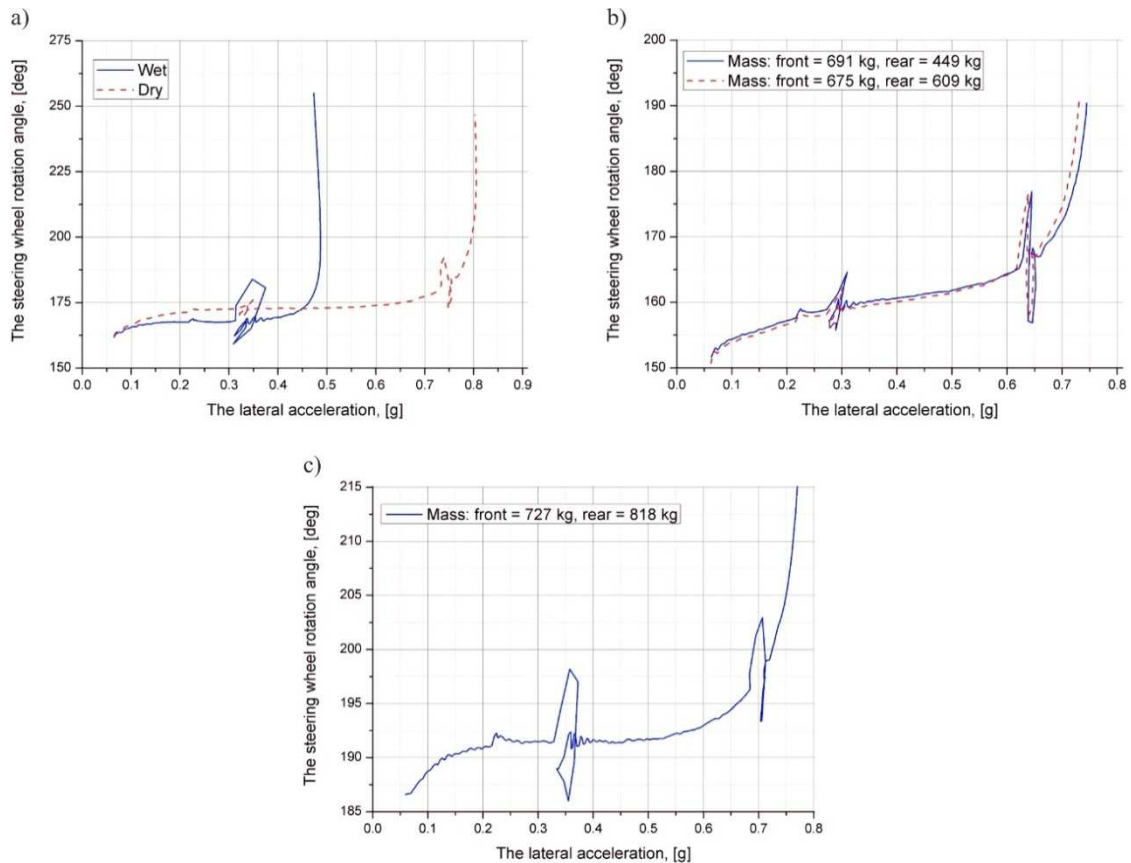 a)
275
250
225
200
175
150
The steering wheel rotation angle, [deg]
Wet
Dry
0.0 0.1 0.2 0.3 0.4 0.5 0.6 0.7 0.8 0.9
The lateral acceleration, [g]
b)
200
190
180
170
160
150
The steering wheel rotation angle, [deg]
Mass: front = 691 kg, rear = 449 kg
Mass: front = 675 kg, rear = 609 kg
0.0 0.1 0.2 0.3 0.4 0.5 0.6 0.7 0.8
The lateral acceleration, [g]
c)
215
210
205
200
195
190
185
The steering wheel rotation angle, [deg]
Mass: front = 727 kg, rear = 818 kg
0.0 0.1 0.2 0.3 0.4 0.5 0.6 0.7 0.8
The lateral acceleration, [g]